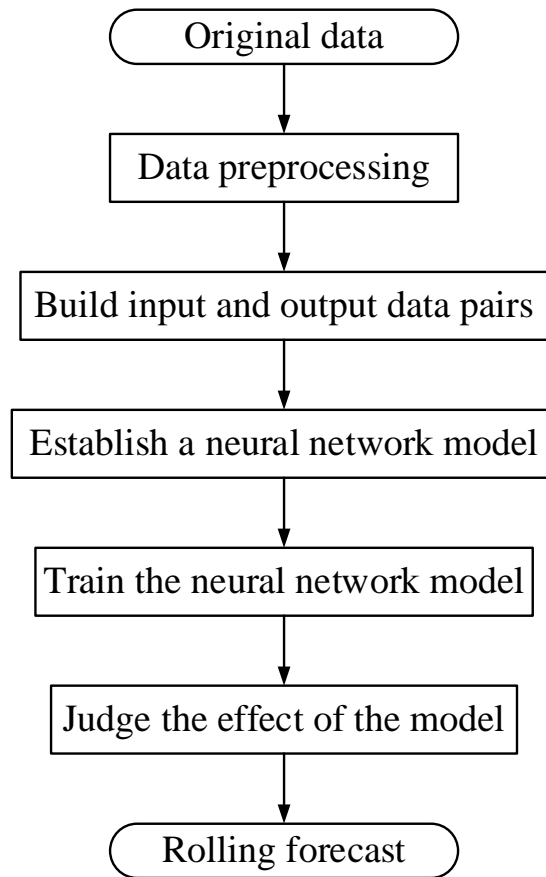 Original data
Data preprocessing
Build input and output data pairs
Establish a neural network model
Train the neural network model
Judge the effect of the model
Rolling forecast